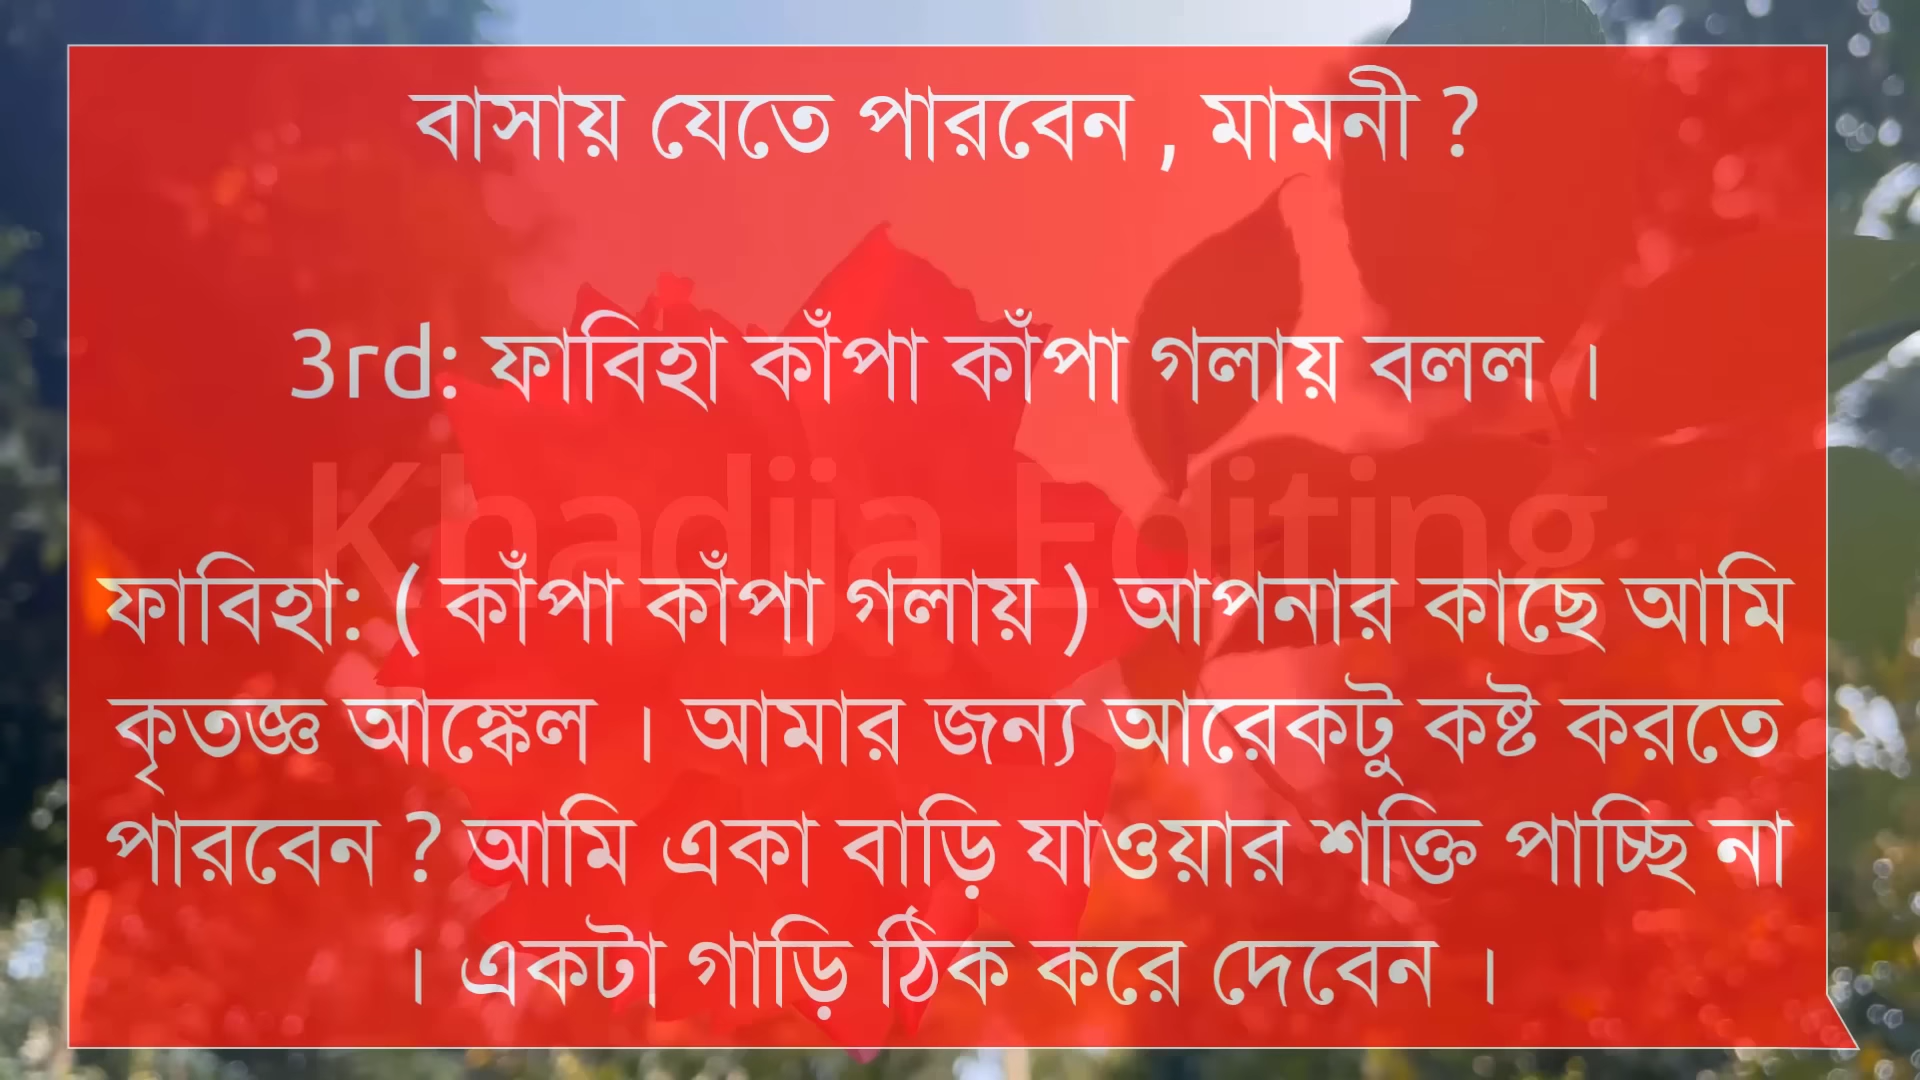 বাসায় যেতে পারবেন , মামনী ?
3rd: ফাবিহা কাঁপা কাঁপা গলায় বলল ।
Khadija Editing
ফাবিহা: ( কাঁপা কাঁপা গলায় ) আপনার কাছে আমি
কৃতজ্ঞ আঙ্কেল । আমার জন্য আরেকটু কষ্ট করতে
পারবেন ? আমি একা বাড়ি যাওয়ার শক্তি পাচ্ছি না
। একটা গাড়ি ঠিক করে দেবেন ।